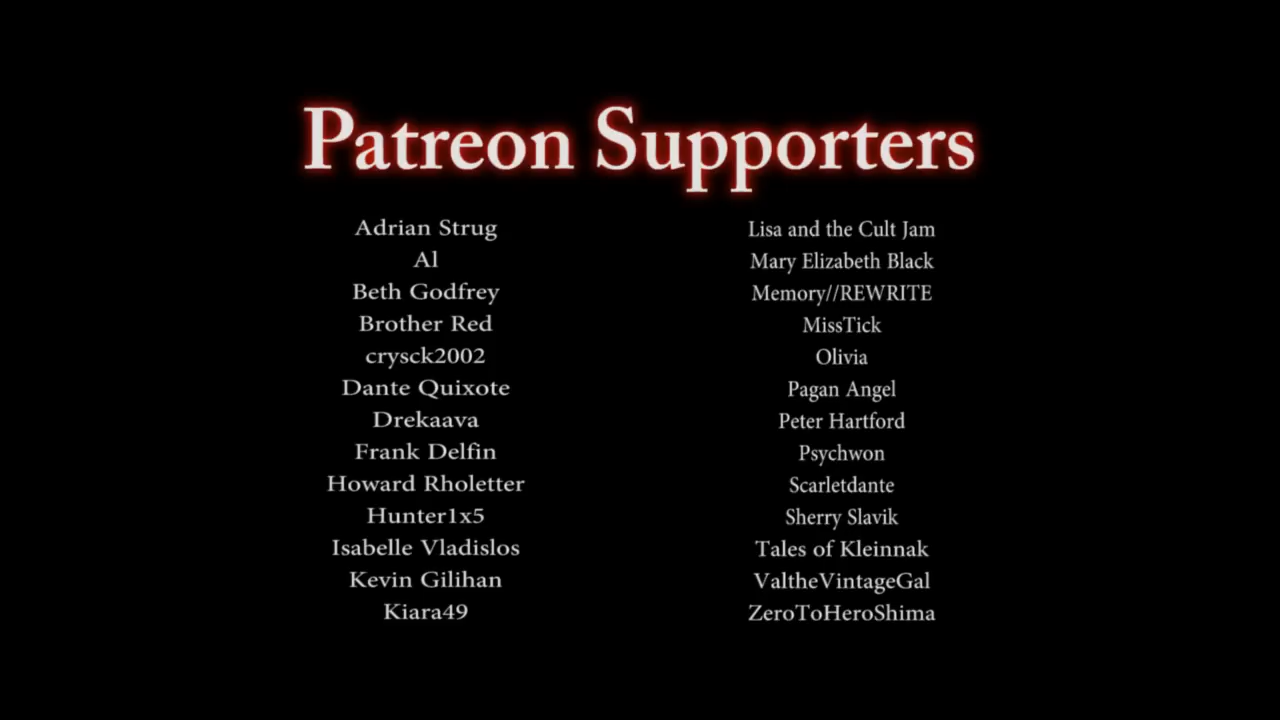 Patreon Supporters
Adrian Strug
Al
Beth Godfrey
Brother Red
crysck2002
Dante Quixote
Drekaava
Frank Delfin
Howard Rholetter
Hunter1x5
Isabelle Vladislos
Kevin Gilihan
Kiara49
Lisa and the Cult Jam
Mary Elizabeth Black
Memory//REWRITE
MissTick
Olivia
Pagan Angel
Peter Hartford
Psychwon
Scarletdante
Sherry Slavik
Tales of Kleinnak
ValtheVintageGal
ZeroToHeroShima